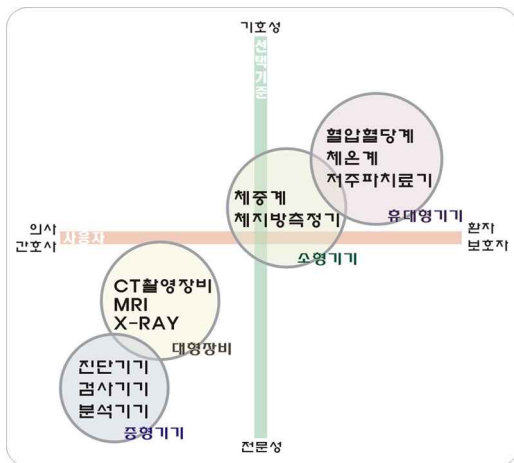 기호성
선택기준
혈압혈당계
체온계
저주파치료기
휴대형기기
체중계
체지방측정기
의사
간호사
사용자
환자
보호자
소형기기
CT촬영장비
MRI
X-RAY
대형장비
진단기기
검사기기
분석기기
중형기기
전문성